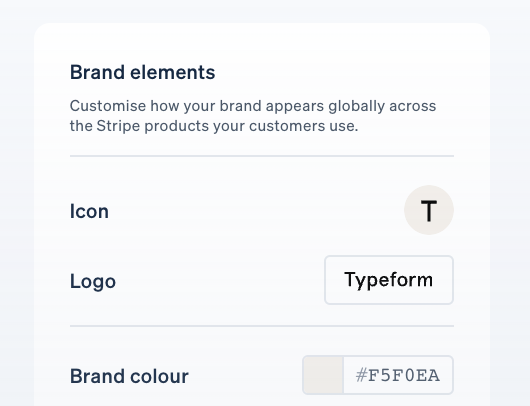 Brand elements
Customise how your brand appears globally across
the Stripe products your customers use.
Icon
T
Logo
Typeform
Brand colour
#F5F0EA